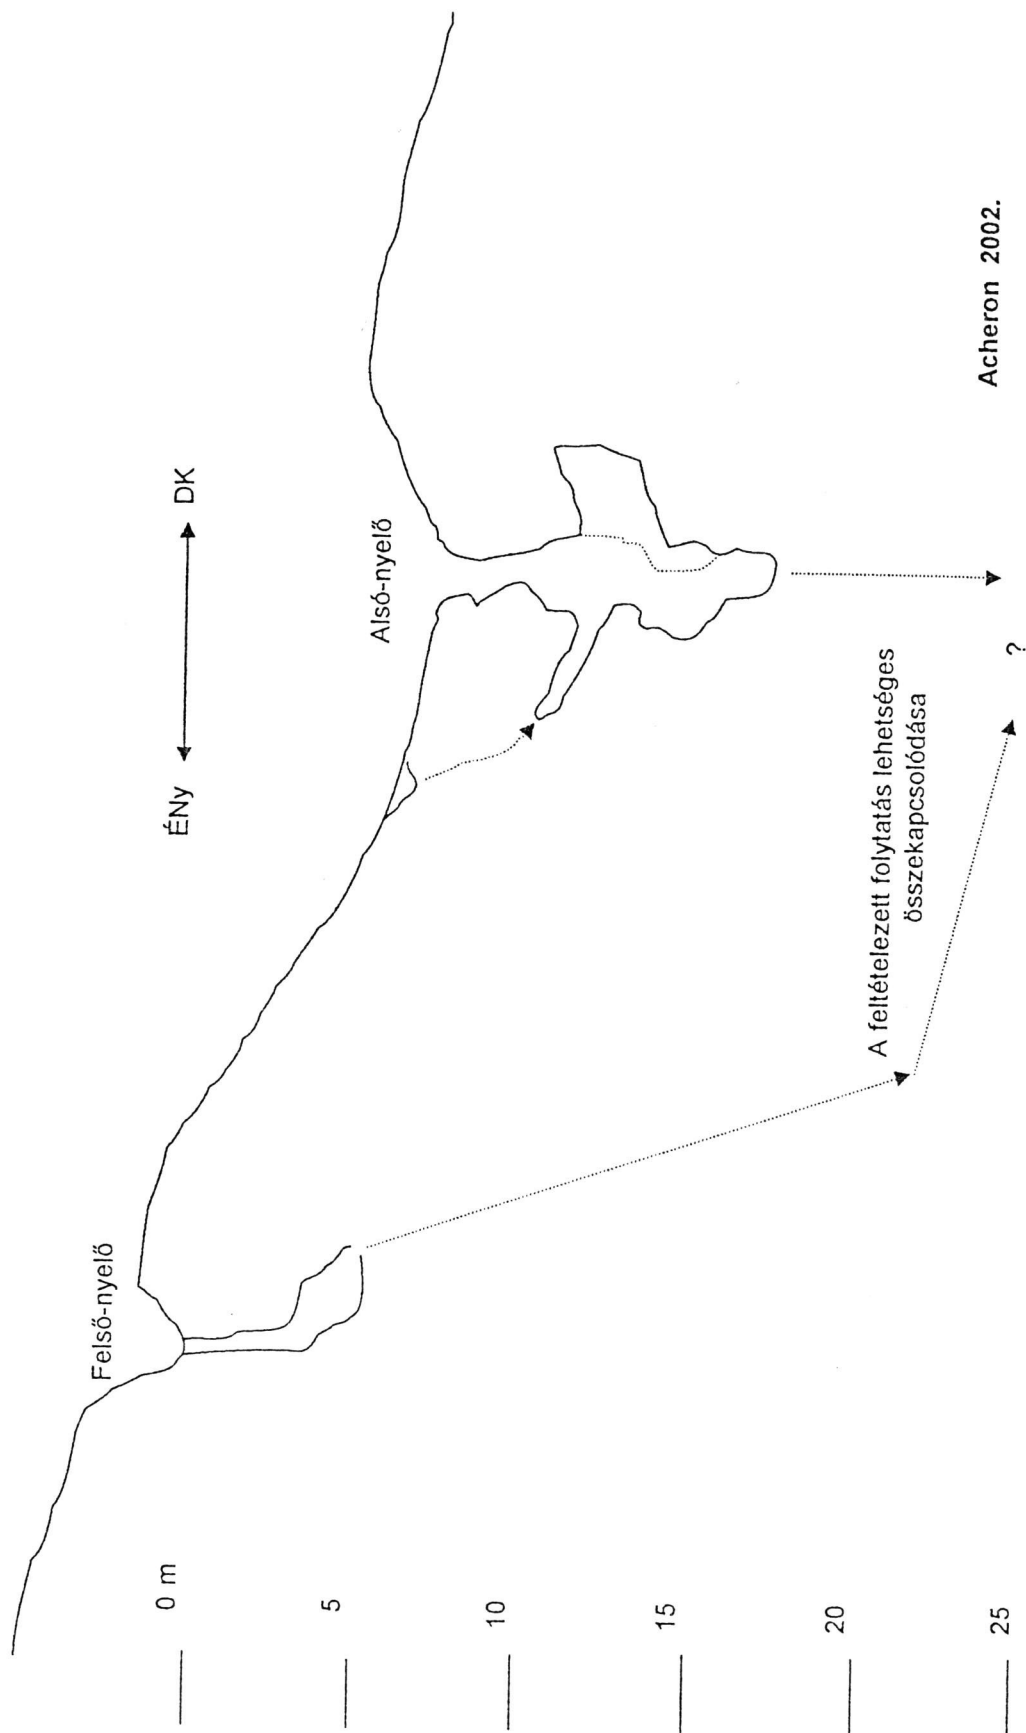 Felső-nyelő
ÉNy
DK
Alsó-nyelő
0 m
5
10
15
20
25
A feltételezett folytatás lehetséges
összekapcsolódása
?
Acheron 2002.